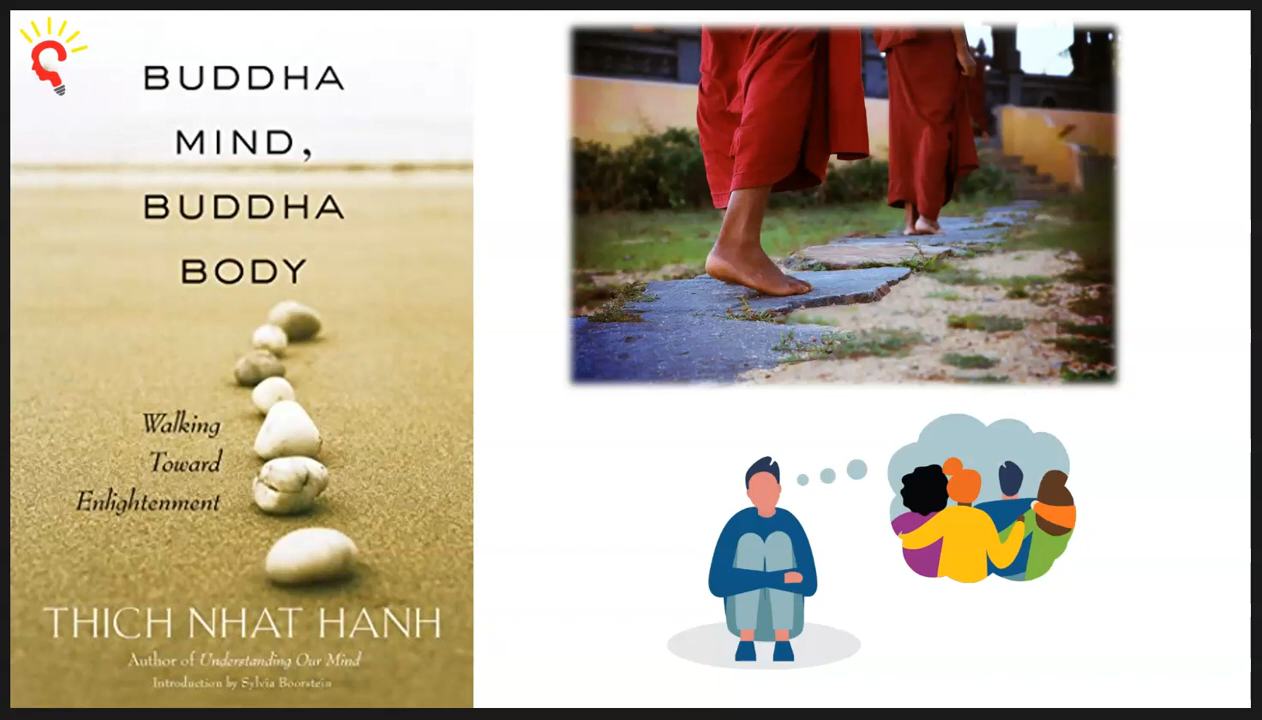 BUDDHA
MIND,
BUDDHA
BODY
Walking
Toward
Enlightenment
THICH NHAT HANH
Author of Understanding Our Mind
Introduction by Sylvia Boorstein